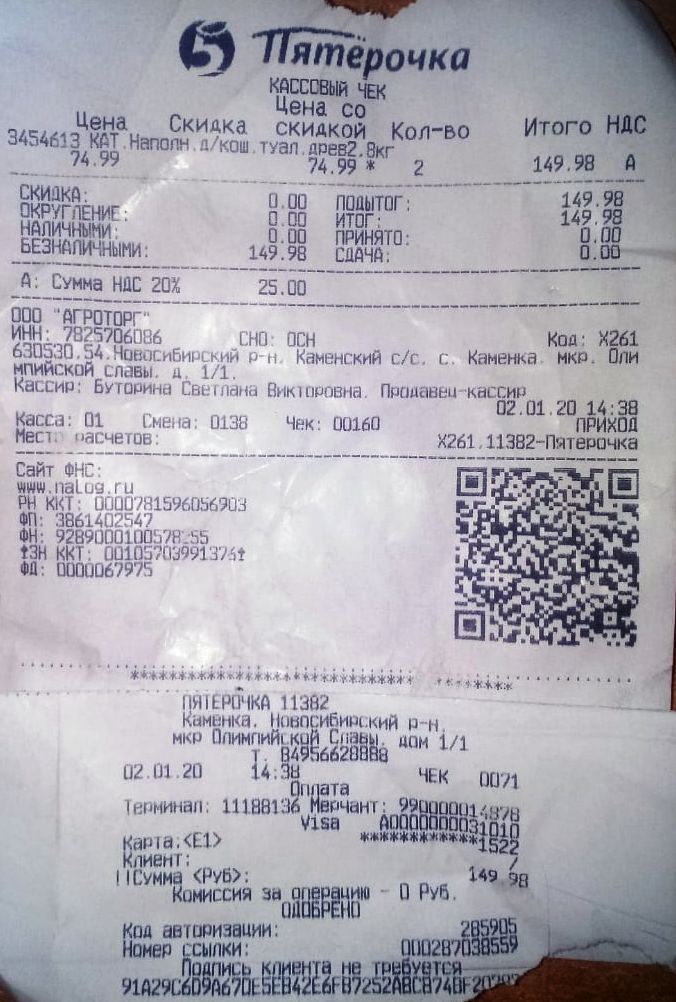 5 Пятёрочка
КАССОВЫЙ ЧЕК
Цена Скидка Цена со скидкой Кол-во Итого НДС
3454613 КАТ.Наполн.д/кош.туал.древ2.8кг
74.99 74.99 * 2 149.98 А
СКИДКА: 0.00 ПОДЫТОГ: 149.98
ОКРУГЛЕНИЕ: 0.00 ИТОГ: 149.98
НАЛИЧНЫМИ: 0.00 ПРИНЯТО: 0.00
БЕЗНАЛИЧНЫМИ: 149.98 СДАЧА: 0.00
А: Сумма НДС 20% 25.00
ООО "АГРОТОРГ"
ИНН: 7825706086 СНО: ОСН Код: X261
630530.54.Новосибирский р-н. Каменский с/с. с. Каменка. мкр. Оли
мпийской славы. д. 1/1.
Кассир: Буторина Светлана Викторовна. Продавец-кассир
02.01.20 14:38
Касса: 01 Смена: 0138 Чек: 00160 ПРИХОД
Место расчетов: X261.11382-Пятерочка
Сайт ФНС:
www.nalog.ru
РН ККТ: 0000781596056903
ФП: 3861402547
ФН: 9289000100578
ЗН ККТ: 001057039913761
ФД: 0000067975
ПЯТЕРОЧКА 11382
Каменка. Новосибирский р-н,
мкр Олимпийской Славы, дом 1/1
Т. 84956628888
02.01.20 14:38 ЧЕК 0071
Оплата
Терминал: 11188136 Мерчант: 990000014878
Visa A0000000031010
Карта:<E1> ************1522
Клиент: /
Сумма <Руб>: 149.98
Комиссия за операцию - 0 Руб.
ОДОБРЕНО
Код авторизации: 285905
Номер ссылки: 000287038559
Подпись клиента не требуется